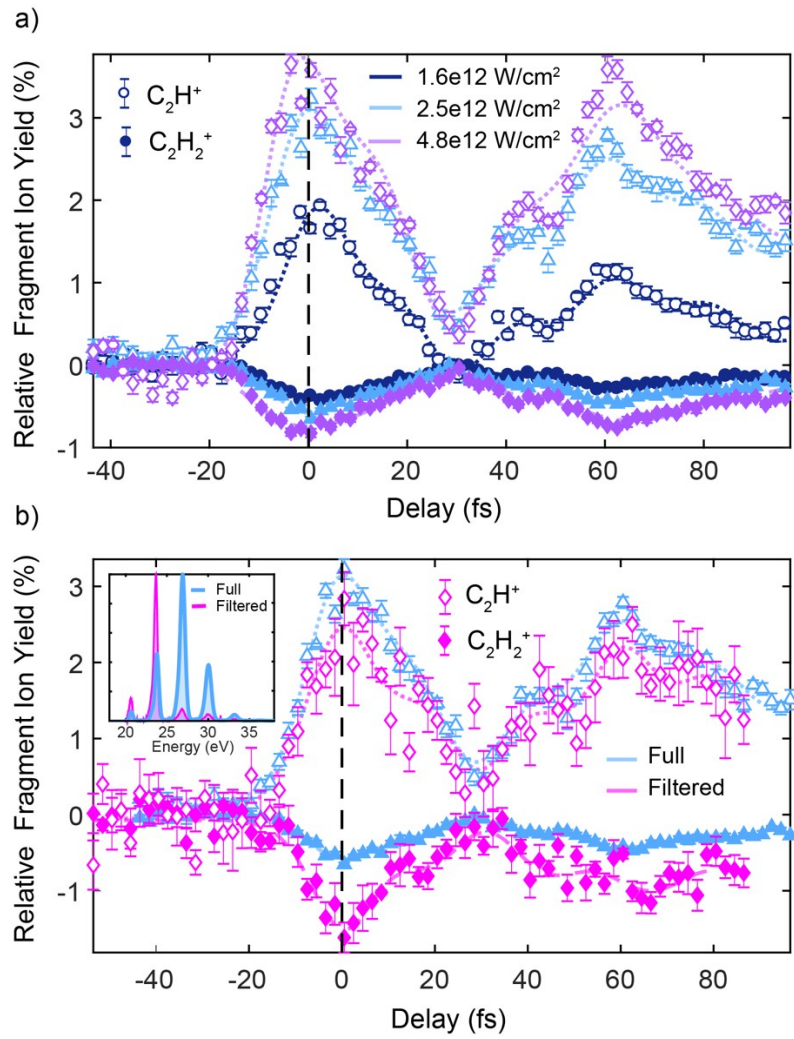 a)
Relative Fragment Ion Yield (%)
3
2
1
0
-1
C₂H⁺
C₂H₂⁺
1.6e12 W/cm²
2.5e12 W/cm²
4.8e12 W/cm²
-40 -20 0 20 40 60 80
Delay (fs)
b)
Relative Fragment Ion Yield (%)
3
2
1
0
-1
Full
Filtered
20 25 30 35
Energy (eV)
C₂H⁺
C₂H₂⁺
Full
Filtered
-40 -20 0 20 40 60 80
Delay (fs)